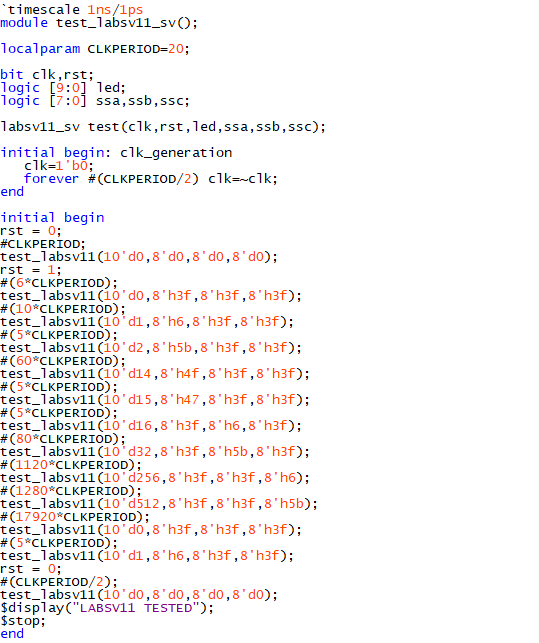 `timescale 1ns/1ps
module test_labsv11_sv();

localparam CLKPERIOD=20;

bit clk,rst;
logic [9:0] led;
logic [7:0] ssa,ssb,ssc;

labsv11_sv test(clk,rst,led,ssa,ssb,ssc);

initial begin: clk_generation
   clk=1'b0;
   forever #(CLKPERIOD/2) clk=~clk;
end

initial begin
rst = 0;
#CLKPERIOD;
test_labsv11(10'd0,8'd0,8'd0,8'd0);
rst = 1;
#(6*CLKPERIOD);
test_labsv11(10'd0,8'h3f,8'h3f,8'h3f);
#(10*CLKPERIOD);
test_labsv11(10'd1,8'h6,8'h3f,8'h3f);
#(5*CLKPERIOD);
test_labsv11(10'd2,8'h5b,8'h3f,8'h3f);
#(60*CLKPERIOD);
test_labsv11(10'd14,8'h4f,8'h3f,8'h3f);
#(5*CLKPERIOD);
test_labsv11(10'd15,8'h47,8'h3f,8'h3f);
#(5*CLKPERIOD);
test_labsv11(10'd16,8'h3f,8'h6,8'h3f);
#(80*CLKPERIOD);
test_labsv11(10'd32,8'h3f,8'h5b,8'h3f);
#(1120*CLKPERIOD);
test_labsv11(10'd256,8'h3f,8'h3f,8'h6);
#(1280*CLKPERIOD);
test_labsv11(10'd512,8'h3f,8'h3f,8'h5b);
#(17920*CLKPERIOD);
test_labsv11(10'd0,8'h3f,8'h3f,8'h3f);
#(5*CLKPERIOD);
test_labsv11(10'd1,8'h6,8'h3f,8'h3f);
rst = 0;
#(CLKPERIOD/2);
test_labsv11(10'd0,8'd0,8'd0,8'd0);
$display("LABSV11 TESTED");
$stop;
end